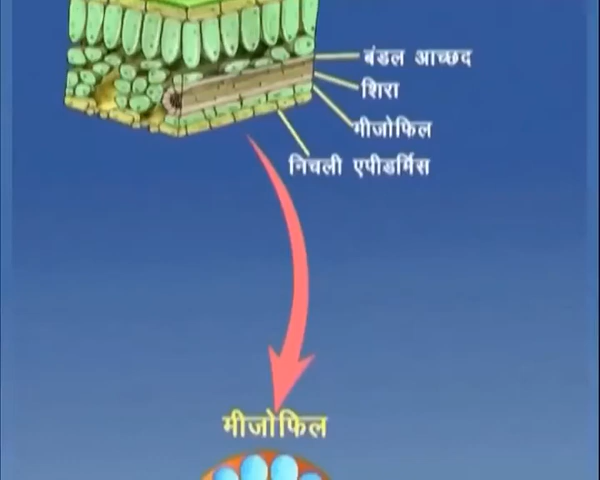 बंडल आच्छद
शिरा
मीजोफिल
निचली एपीडर्मिस
मीजोफिल